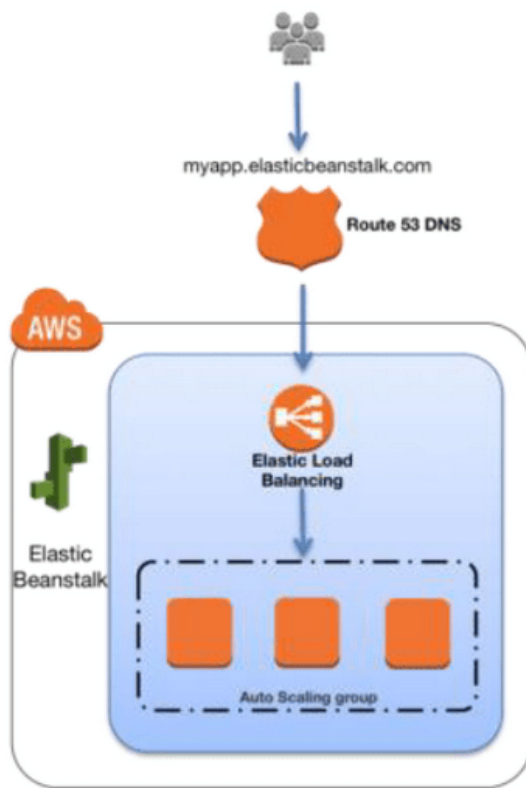 myapp.elasticbeanstalk.com
Route 53 DNS
AWS
Elastic Load
Balancing
Elastic
Beanstalk
Auto Scaling group